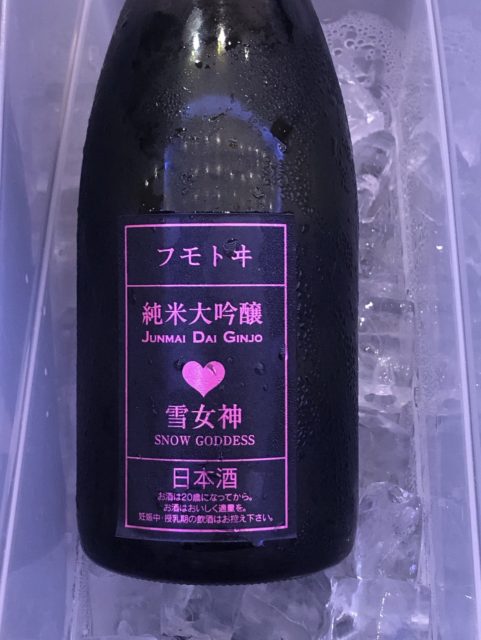 フモトヰ
純米大吟醸
JUNMAI DAI GINJO
雪女神
SNOW GODDESS
日本酒
お酒は20歳になってから。
お酒はおいしく適量を。
妊娠中・授乳期の飲酒はお控え下さい。